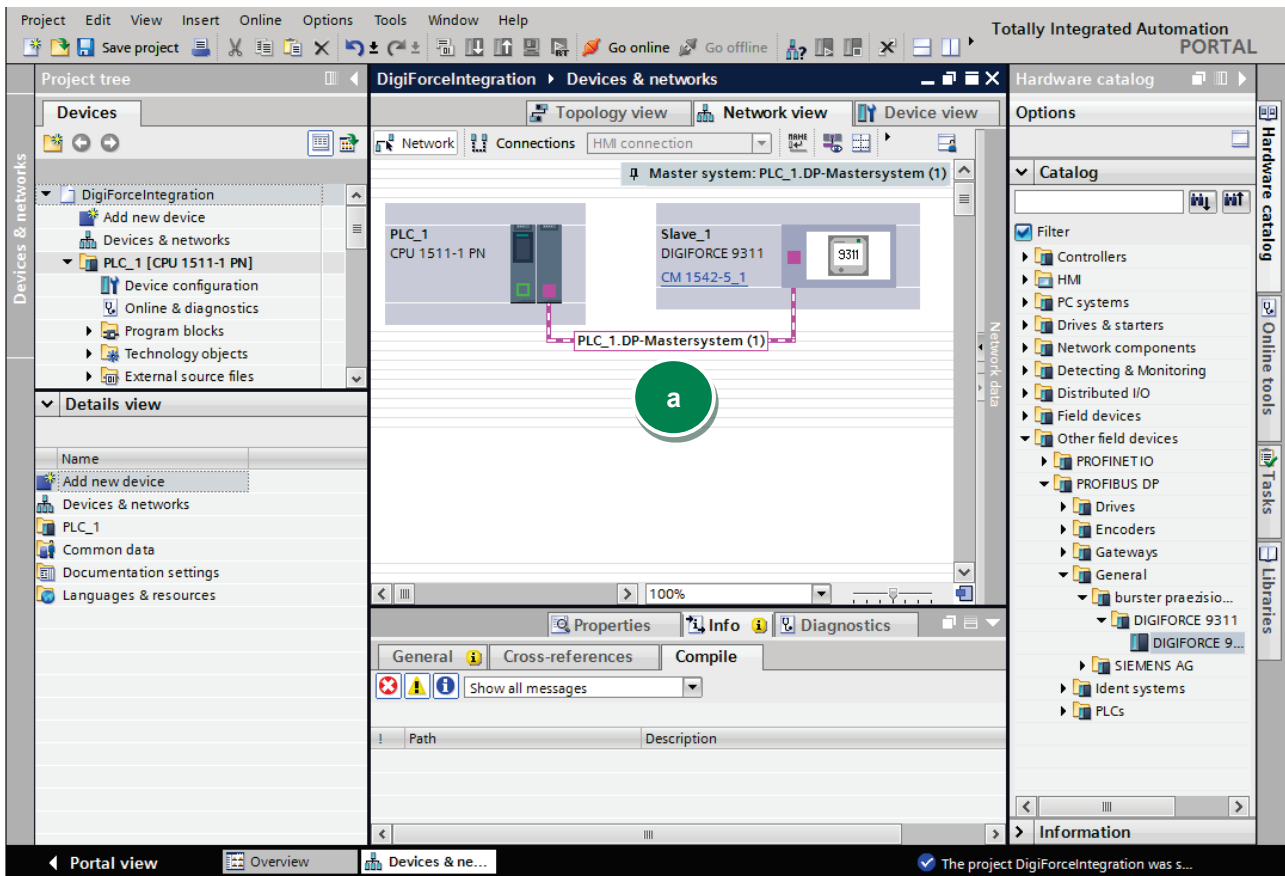 Project Edit View Insert Online Options Tools Window Help
Totally Integrated Automation
PORTAL
Save project
Go online
Go offline
Project tree
DigiForceIntegration Devices & networks
Hardware catalog
Devices
Topology view
Network view
Device view
Options
Network
Connections
HMI connection
NAME
Master system: PLC_1.DP-Mastersystem (1)
Catalog
Filter
Devices & networks
DigiForceIntegration
Add new device
Devices & networks
PLC_1 [CPU 1511-1 PN]
Device configuration
Online & diagnostics
Program blocks
Technology objects
External source files
PLC_1
CPU 1511-1 PN
Slave_1
DIGIFORCE 9311
CM 1542-5_1
9311
PLC_1.DP-Mastersystem (1)
a
Network data
Controllers
HMI
PC systems
Drives & starters
Network components
Detecting & Monitoring
Distributed I/O
Field devices
Other field devices
PROFINET IO
PROFIBUS DP
Drives
Encoders
Gateways
General
burster praezisio...
DIGIFORCE 9311
DIGIFORCE 9...
SIEMENS AG
Ident systems
PLCs
Information
Hardware catalog
Online tools
Tasks
Libraries
Details view
Name
Add new device
Devices & networks
PLC_1
Common data
Documentation settings
Languages & resources
100%
Properties
Info
Diagnostics
General
Cross-references
Compile
Show all messages
! Path Description
Portal view
Overview
Devices & ne...
The project DigiForceIntegration was s...